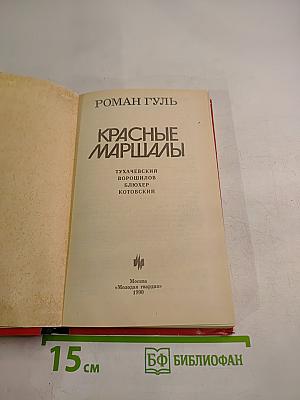 РОМАН ГУЛЬ
КРАСНЫЕ
МАРШАЛЫ
ТУХАЧЕВСКИЙ
ВОРОШИЛОВ
БЛЮХЕР
КОТОВСКИЙ
Москва
«Молодая гвардия»
1990
15 см
БФ БИБЛИОФАН